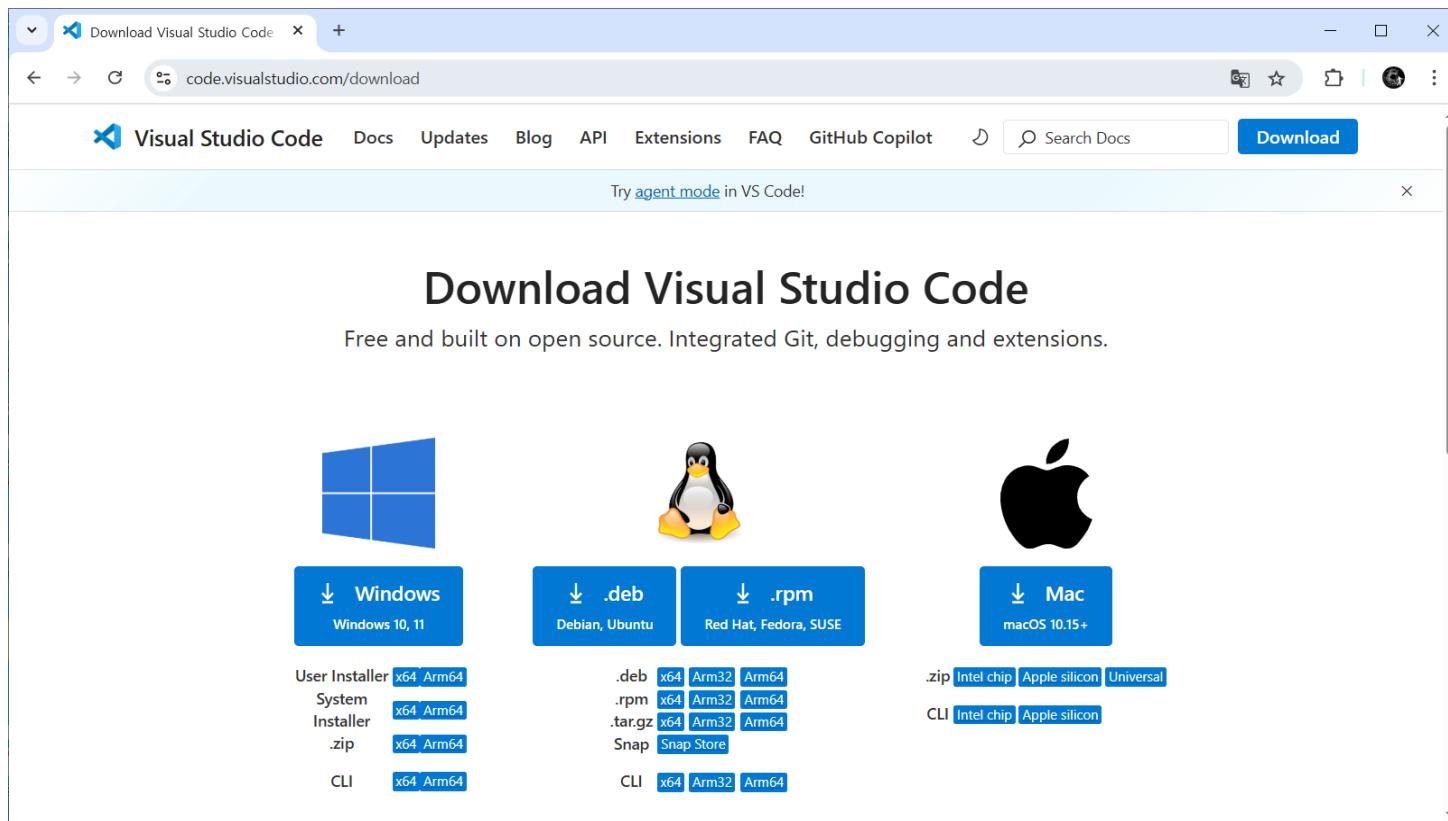 Download Visual Studio Code
code.visualstudio.com/download
Visual Studio Code Docs Updates Blog API Extensions FAQ GitHub Copilot Search Docs Download
Try agent mode in VS Code!
Download Visual Studio Code
Free and built on open source. Integrated Git, debugging and extensions.
Windows
Windows 10, 11
User Installer x64 Arm64
System
Installer x64 Arm64
.zip x64 Arm64
CLI x64 Arm64
.deb
Debian, Ubuntu
.rpm
Red Hat, Fedora, SUSE
.deb x64 Arm32 Arm64
.rpm x64 Arm32 Arm64
.tar.gz x64 Arm32 Arm64
Snap Snap Store
CLI x64 Arm32 Arm64
Mac
macOS 10.15+
.zip Intel chip Apple silicon Universal
CLI Intel chip Apple silicon